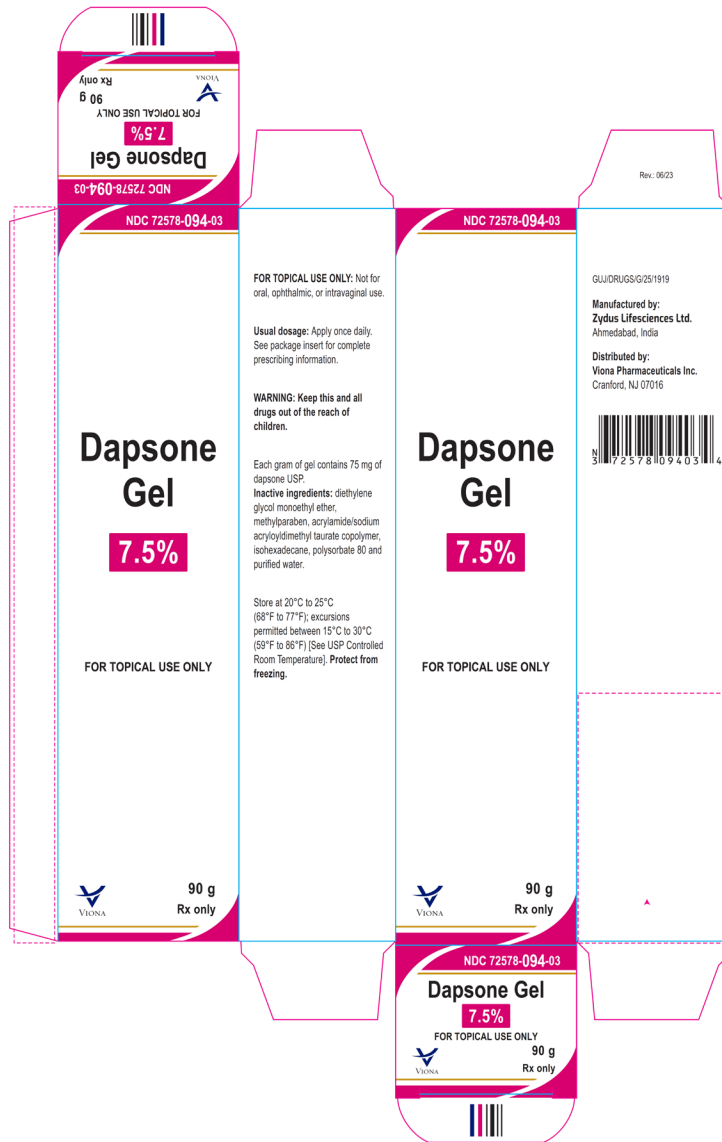 NDC 72578-094-03
Dapsone Gel
7.5%
FOR TOPICAL USE ONLY
90 g
Rx only
VIONA
NDC 72578-094-03
Dapsone
Gel
7.5%
FOR TOPICAL USE ONLY
90 g
Rx only
VIONA
FOR TOPICAL USE ONLY: Not for
oral, ophthalmic, or intravaginal use.
Usual dosage: Apply once daily.
See package insert for complete
prescribing information.
WARNING: Keep this and all
drugs out of the reach of
children.
Each gram of gel contains 75 mg of
dapsone USP.
Inactive ingredients: diethylene
glycol monoethyl ether,
methylparaben, acrylamide/sodium
acryloyldimethyl taurate copolymer,
isohexadecane, polysorbate 80 and
purified water.
Store at 20°C to 25°C
(68°F to 77°F); excursions
permitted between 15°C to 30°C
(59°F to 86°F) [See USP Controlled
Room Temperature]. Protect from
freezing.
NDC 72578-094-03
Dapsone
Gel
7.5%
FOR TOPICAL USE ONLY
90 g
Rx only
VIONA
Rev.: 06/23
GUJ/DRUGS/G/25/1919
Manufactured by:
Zydus Lifesciences Ltd.
Ahmedabad, India
Distributed by:
Viona Pharmaceuticals Inc.
Cranford, NJ 07016
N
3 72578 09403 4
NDC 72578-094-03
Dapsone Gel
7.5%
FOR TOPICAL USE ONLY
90 g
Rx only
VIONA